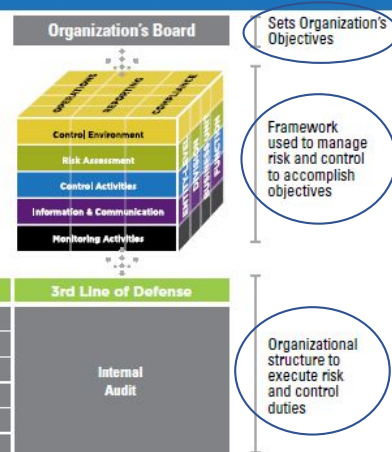 Organization's Board
Sets Organization's
Objectives
OPERATIONS
REPORTING
COMPLIANCE
Control Environment
Risk Assessment
Control Activities
Information & Communication
Monitoring Activities
ENTITY-LEVEL
DIVISION
BUSINESS UNIT
FUNCTION
Framework
used to manage
risk and control
to accomplish
objectives
3rd Line of Defense
Internal
Audit
Organizational
structure to
execute risk
and control
duties